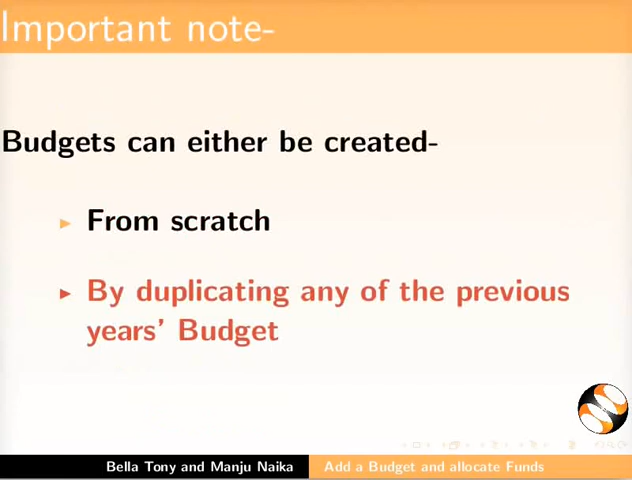 Important note-
Budgets can either be created-
From scratch
By duplicating any of the previous
years' Budget
Bella Tony and Manju Naika
Add a Budget and allocate Funds